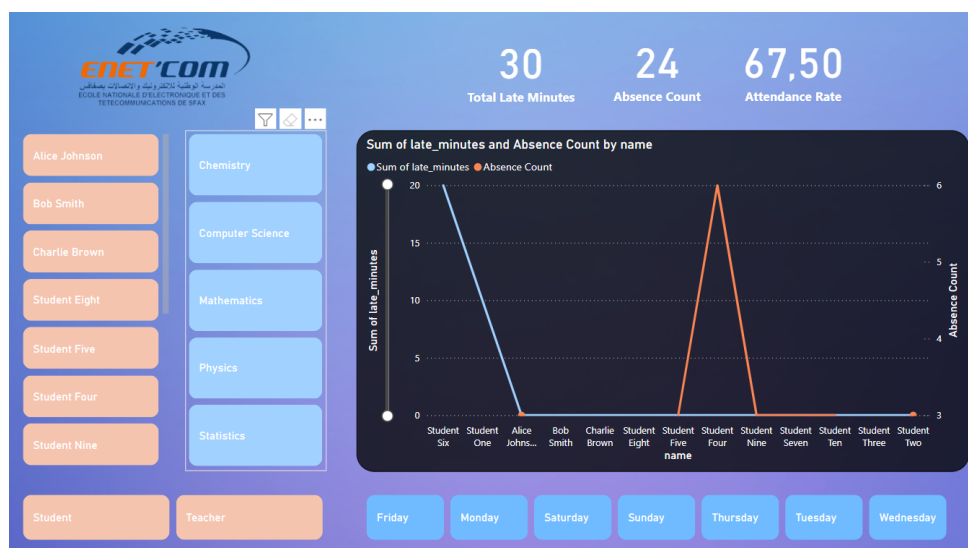 ENET'COM
المدرسة الوطنية للإلكترونيك والإتصالات بصفاقس
ECOLE NATIONALE D'ELECTRONIQUE ET DES
TETECOMMUNICATIONS DE SFAX
30
Total Late Minutes
24
Absence Count
67,50
Attendance Rate
Alice Johnson
Bob Smith
Charlie Brown
Student Eight
Student Five
Student Four
Student Nine
Chemistry
Computer Science
Mathematics
Physics
Statistics
Sum of late_minutes and Absence Count by name
Sum of late_minutes Absence Count
Sum of late_minutes
20
15
10
5
0
6
5
4
3
Absence Count
Student Student Alice Bob Charlie Student Student Student Student Student Student Student Student
Six One Johns... Smith Brown Eight Five Four Nine Seven Ten Three Two
name
Student Teacher
Friday Monday Saturday Sunday Thursday Tuesday Wednesday